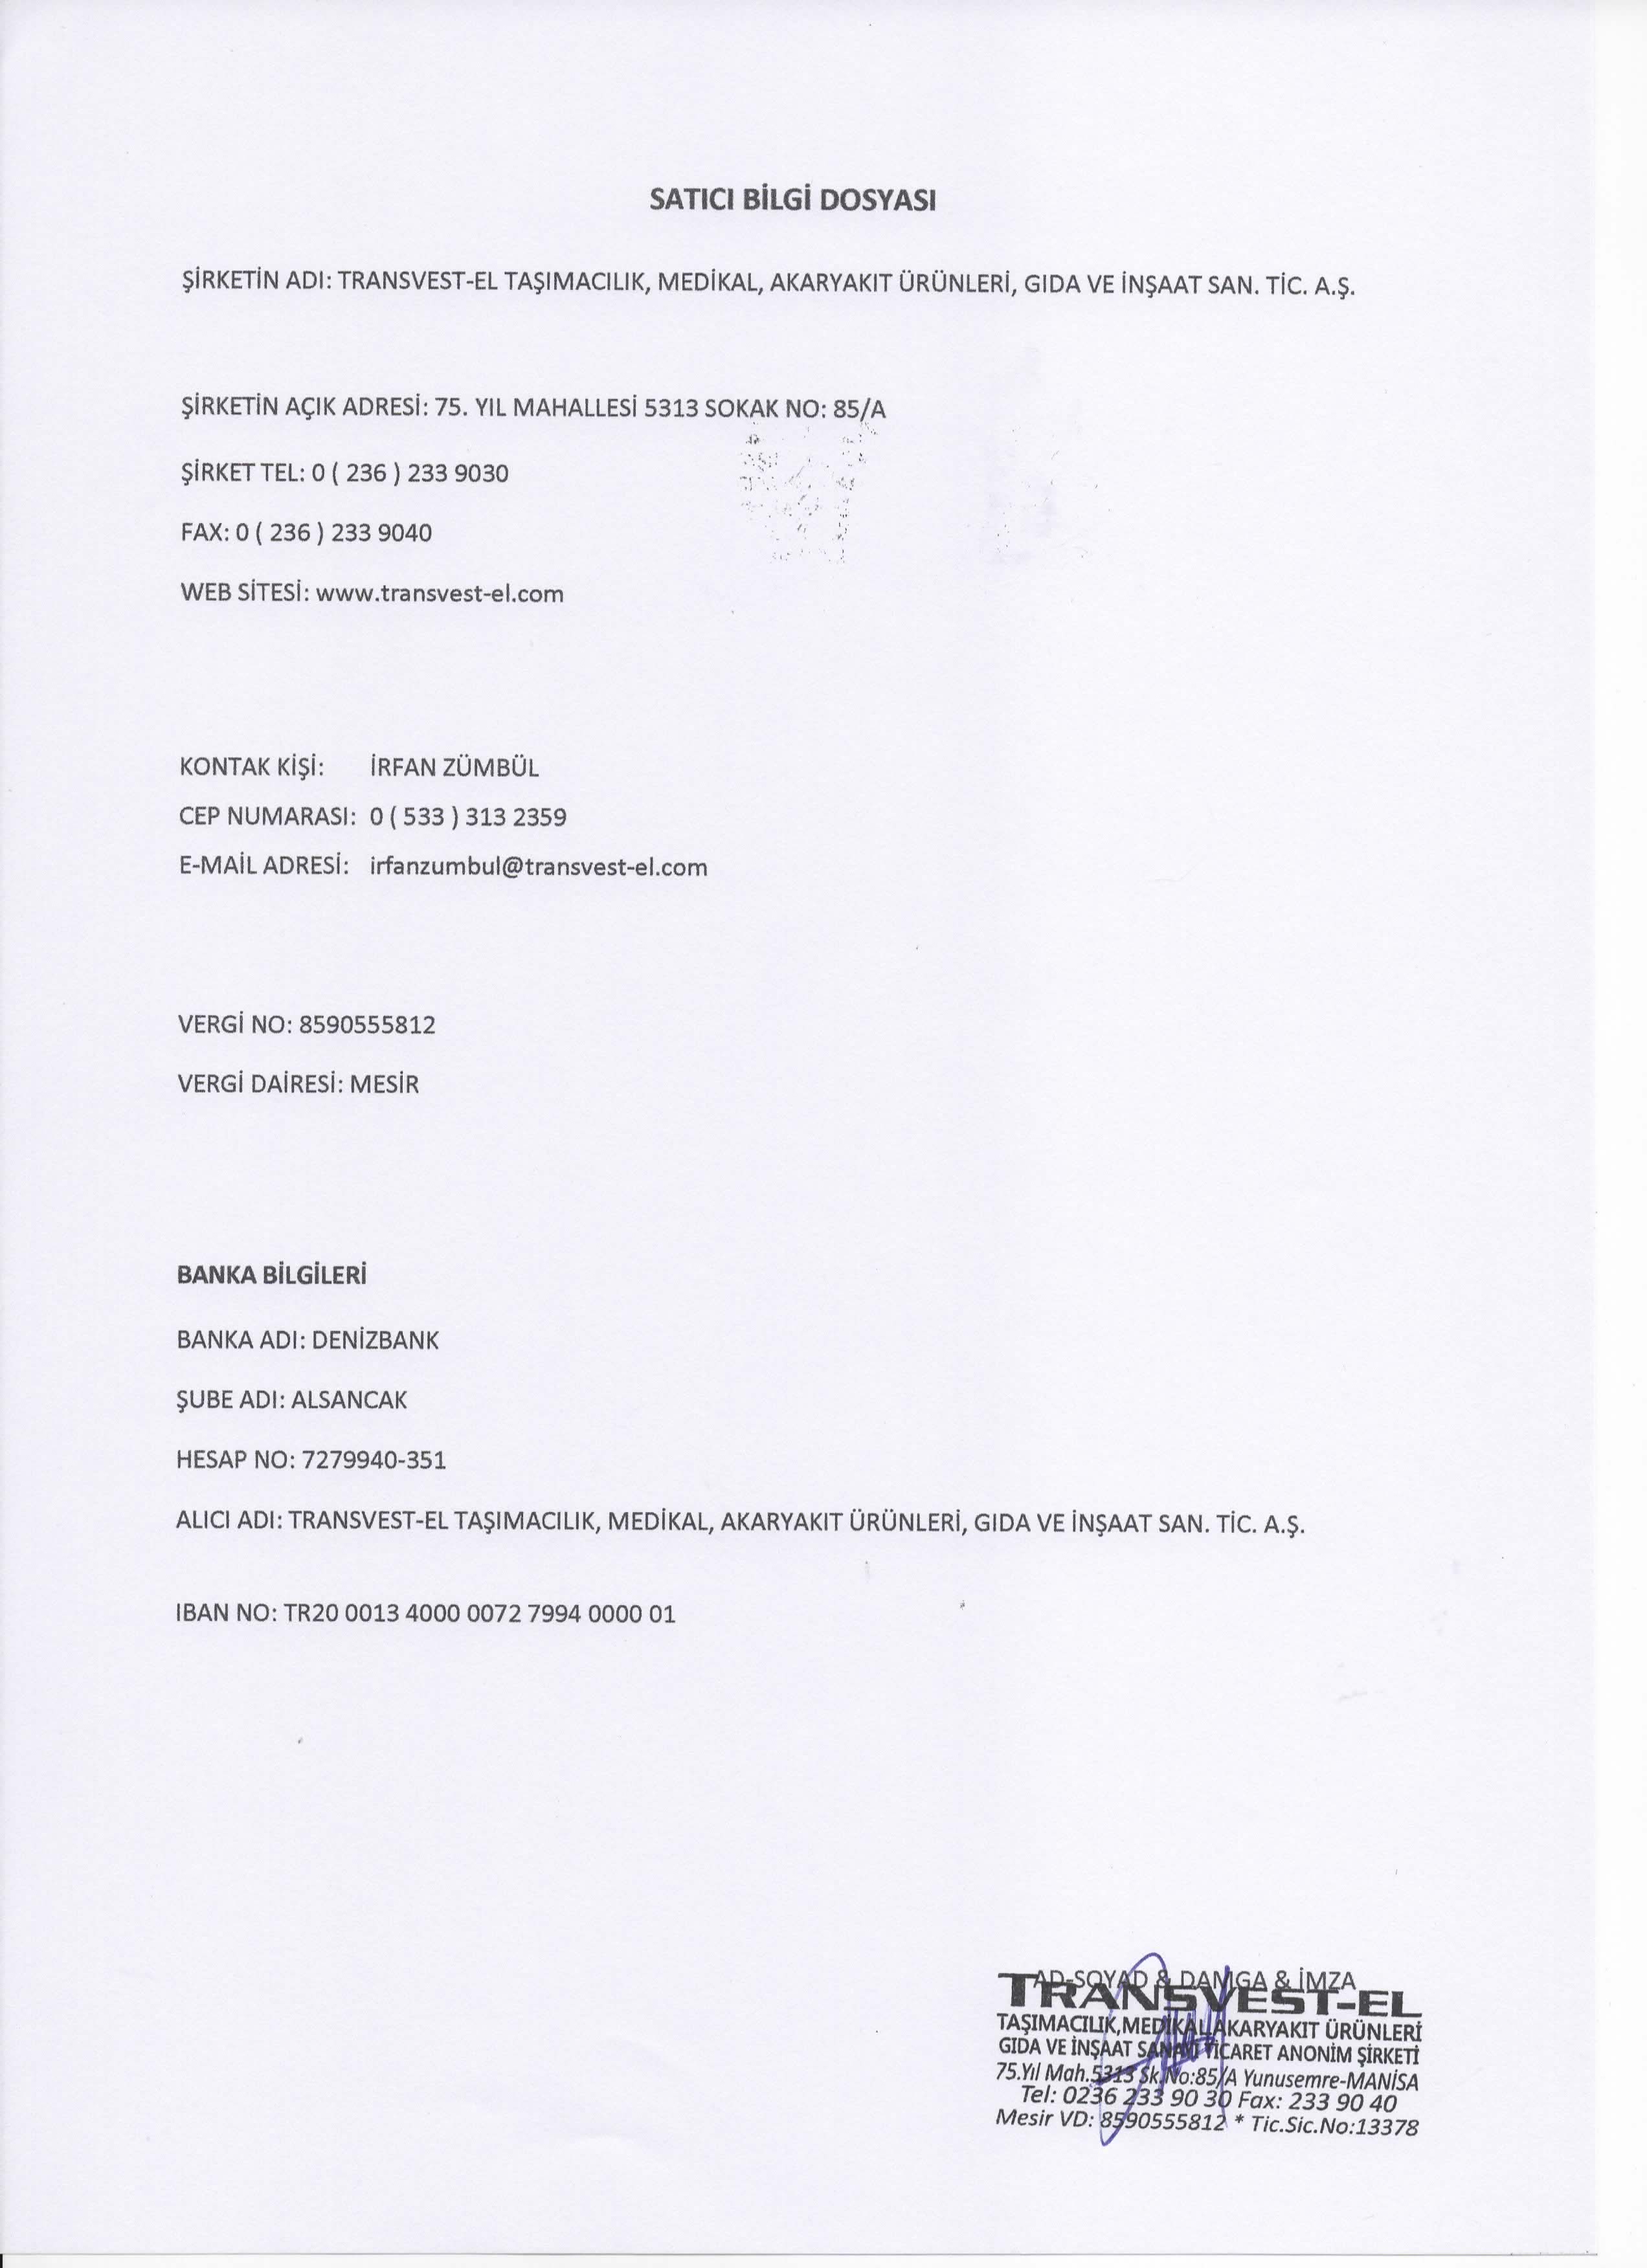 SATICI BİLGİ DOSYASI
ŞİRKETİN ADI: TRANSVEST-EL TAŞIMACILIK, MEDİKAL, AKARYAKIT ÜRÜNLERİ, GIDA VE İNŞAAT SAN. TİC. A.Ş.
ŞİRKETİN AÇIK ADRESİ: 75. YIL MAHALLESİ 5313 SOKAK NO: 85/A
ŞİRKET TEL: 0 ( 236 ) 233 9030
FAX: 0 ( 236 ) 233 9040
WEB SİTESİ: www.transvest-el.com
KONTAK KİŞİ: İRFAN ZÜMBÜL
CEP NUMARASI: 0 ( 533 ) 313 2359
E-MAİL ADRESİ: irfanzumbul@transvest-el.com
VERGİ NO: 8590555812
VERGİ DAİRESİ: MESİR
BANKA BİLGİLERİ
BANKA ADI: DENİZBANK
ŞUBE ADI: ALSANCAK
HESAP NO: 7279940-351
ALICI ADI: TRANSVEST-EL TAŞIMACILIK, MEDİKAL, AKARYAKIT ÜRÜNLERİ, GIDA VE İNŞAAT SAN. TİC. A.Ş.
IBAN NO: TR20 0013 4000 0072 7994 0000 01
AD-SOYAD & DAMGA & İMZA
TRANSVEST-EL
TAŞIMACILIK,MEDİKAL,AKARYAKIT ÜRÜNLERİ
GIDA VE İNŞAAT SANAYİ TİCARET ANONİM ŞİRKETİ
75.Yıl Mah.5313 Sk.No:85/A Yunusemre-MANİSA
Tel: 0236 233 90 30 Fax: 233 90 40
Mesir VD: 8590555812 * Tic.Sic.No:13378